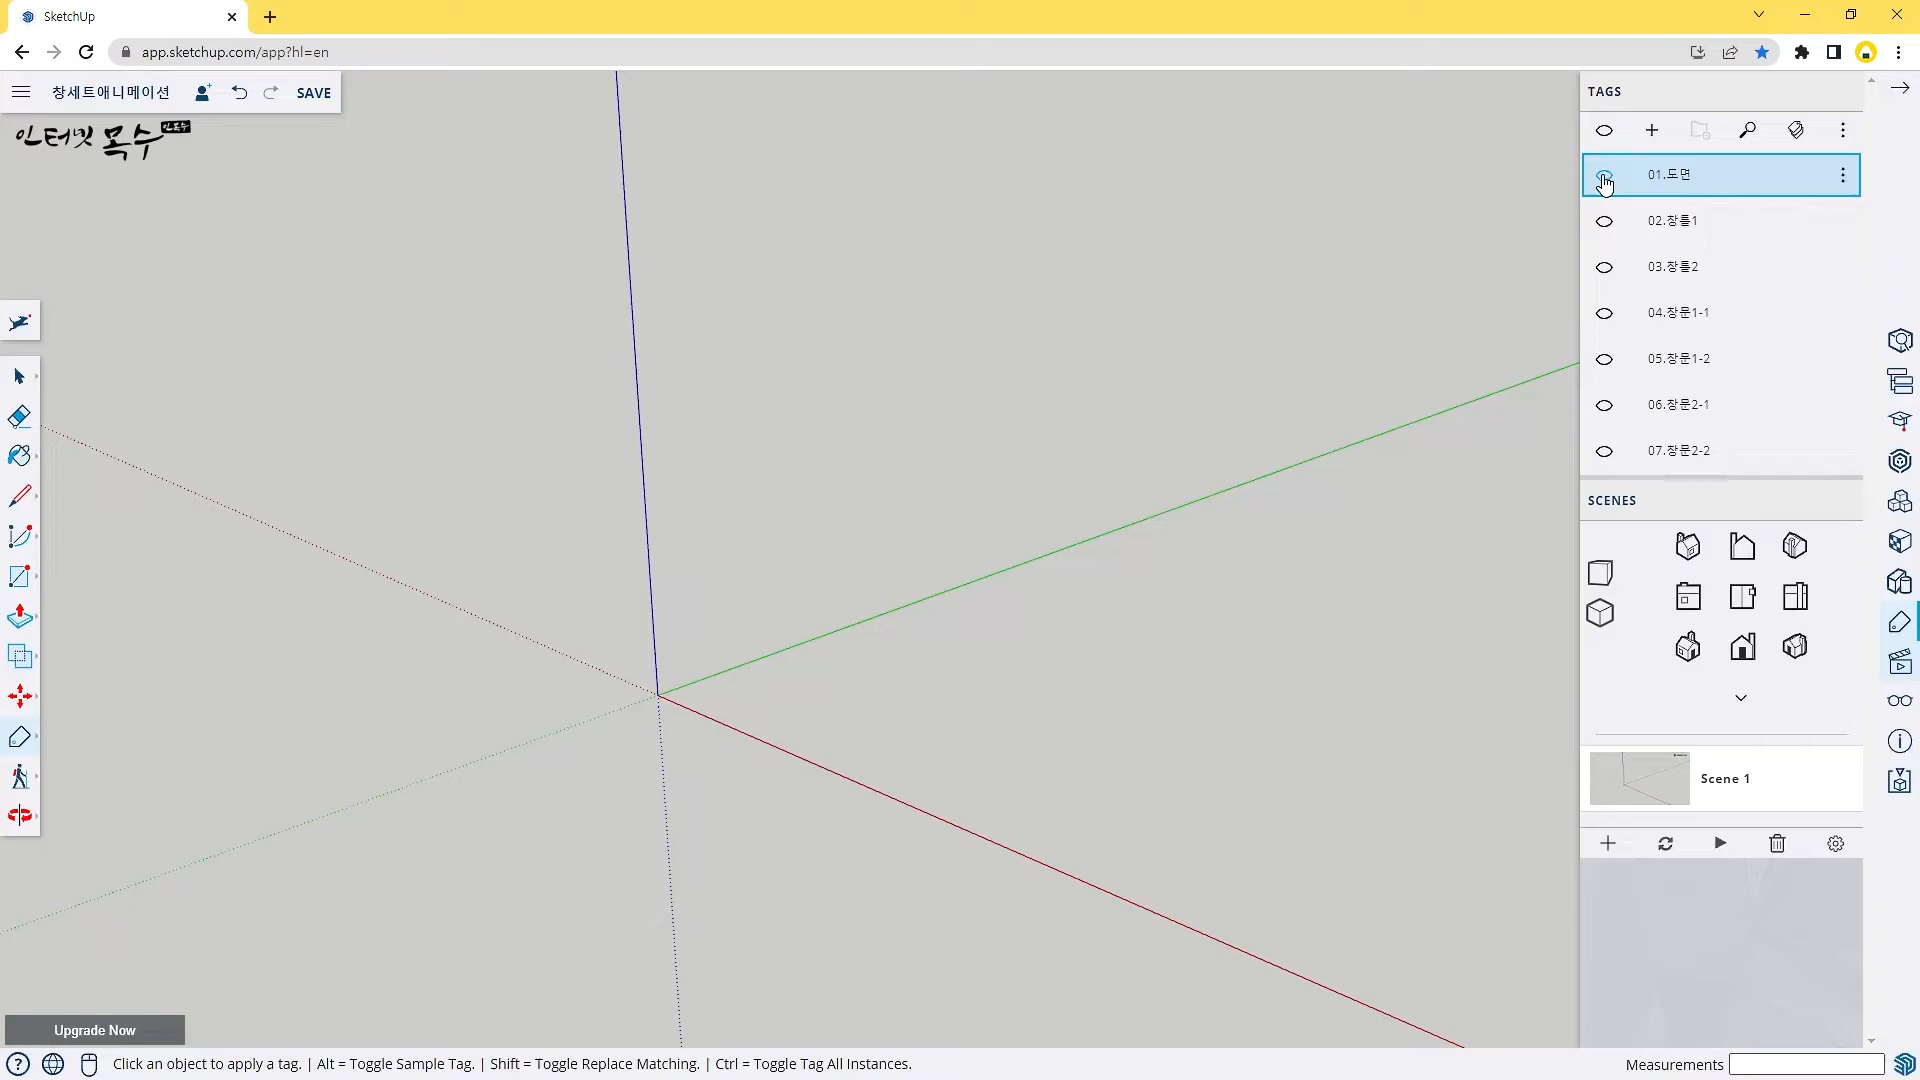 SketchUp
app.sketchup.com/app?hl=en
창세트애니메이션
SAVE
인터넷 목수
TAGS
01.도면
02.창틀1
03.창틀2
04.창문1-1
05.창문1-2
06.창문2-1
07.창문2-2
SCENES
Scene 1
Upgrade Now
Click an object to apply a tag. | Alt = Toggle Sample Tag. | Shift = Toggle Replace Matching. | Ctrl = Toggle Tag All Instances.
Measurements